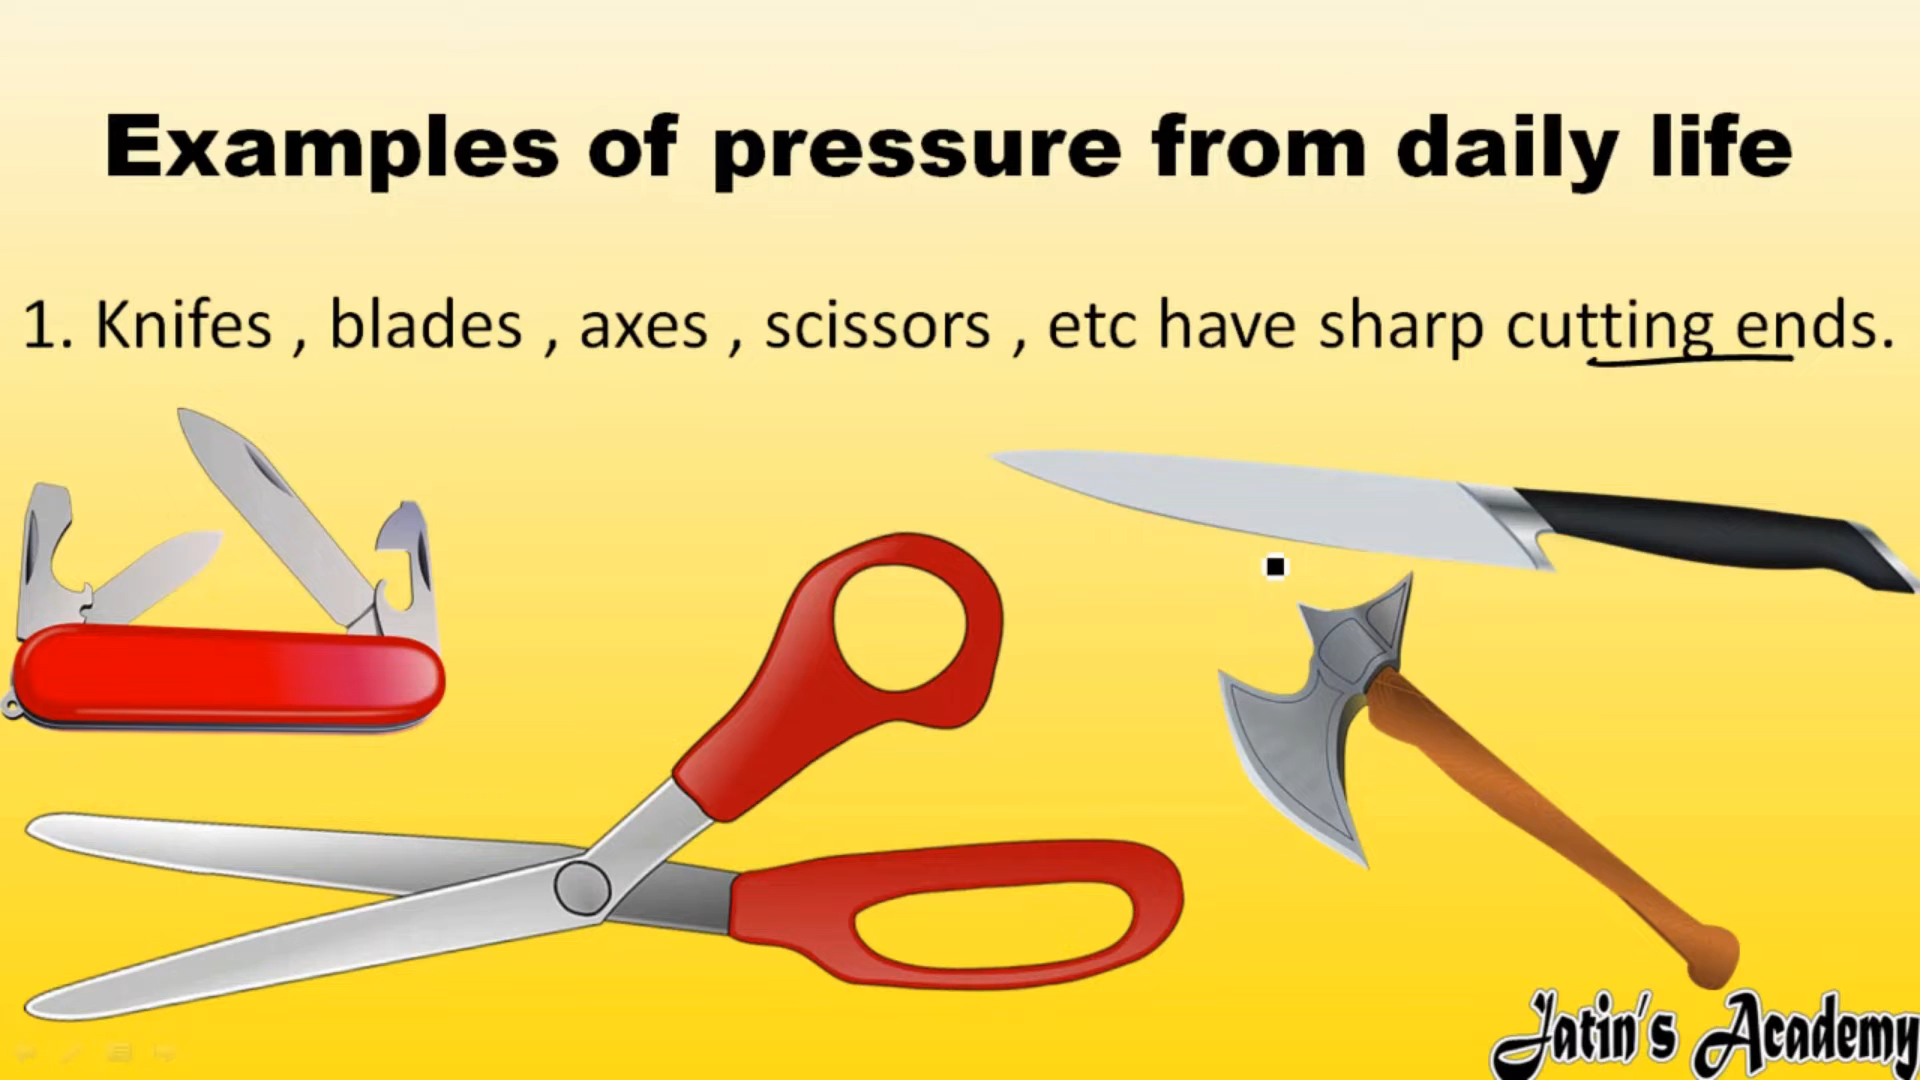 Examples of pressure from daily life
1. Knifes , blades , axes , scissors , etc have sharp cutting ends.
Jatin's Academy